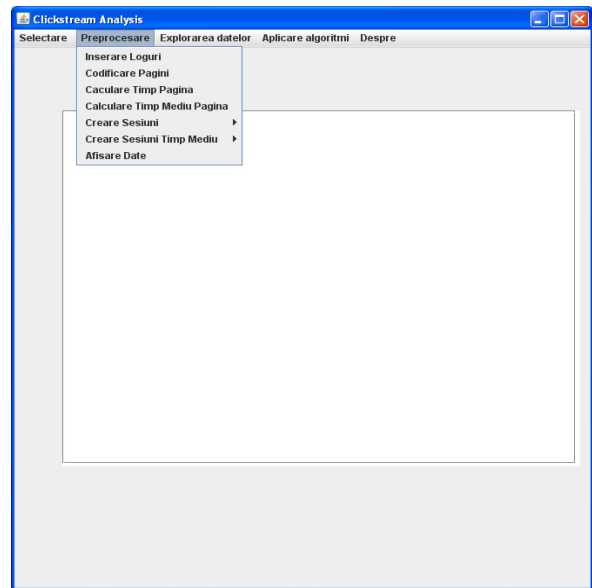 Clickstream Analysis
Selectare Preprocesare Explorarea datelor Aplicare algoritmi Despre
Inserare Loguri
Codificare Pagini
Caculare Timp Pagina
Calculare Timp Mediu Pagina
Creare Sesiuni
Creare Sesiuni Timp Mediu
Afisare Date